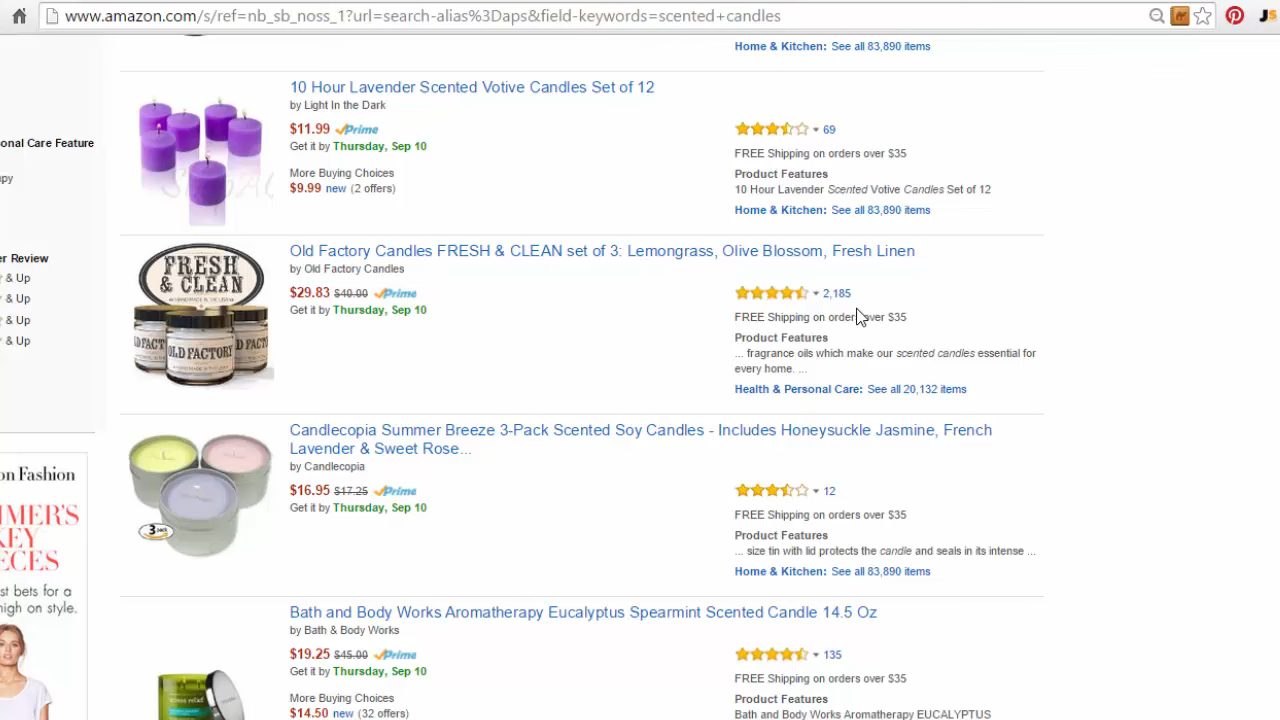 www.amazon.com/s/ref=nb_sb_noss_1?url=search-alias%3Daps&field-keywords=scented+candles
JS
Home & Kitchen: See all 83,890 items
onal Care Feature
py
er Review
& Up
& Up
& Up
& Up
on Fashion
MER'S
KEY
ECES
st bets for a
high on style.
10 Hour Lavender Scented Votive Candles Set of 12
by Light In the Dark
$11.99 Prime
Get it by Thursday, Sep 10
More Buying Choices
$9.99 new (2 offers)
69
FREE Shipping on orders over $35
Product Features
10 Hour Lavender Scented Votive Candles Set of 12
Home & Kitchen: See all 83,890 items
FRESH
& CLEAN
OLD FACTORY
Old Factory Candles FRESH & CLEAN set of 3: Lemongrass, Olive Blossom, Fresh Linen
by Old Factory Candles
$29.83 $40.00 Prime
Get it by Thursday, Sep 10
2,185
FREE Shipping on orders over $35
Product Features
... fragrance oils which make our scented candles essential for
every home. ...
Health & Personal Care: See all 20,132 items
3 pack
Candlecopia Summer Breeze 3-Pack Scented Soy Candles - Includes Honeysuckle Jasmine, French
Lavender & Sweet Rose...
by Candlecopia
$16.95 $17.25 Prime
Get it by Thursday, Sep 10
12
FREE Shipping on orders over $35
Product Features
... size tin with lid protects the candle and seals in its intense ...
Home & Kitchen: See all 83,890 items
Bath and Body Works Aromatherapy Eucalyptus Spearmint Scented Candle 14.5 Oz
by Bath & Body Works
$19.25 $45.00 Prime
Get it by Thursday, Sep 10
More Buying Choices
$14.50 new (32 offers)
135
FREE Shipping on orders over $35
Product Features
Bath and Body Works Aromatherapy EUCALYPTUS